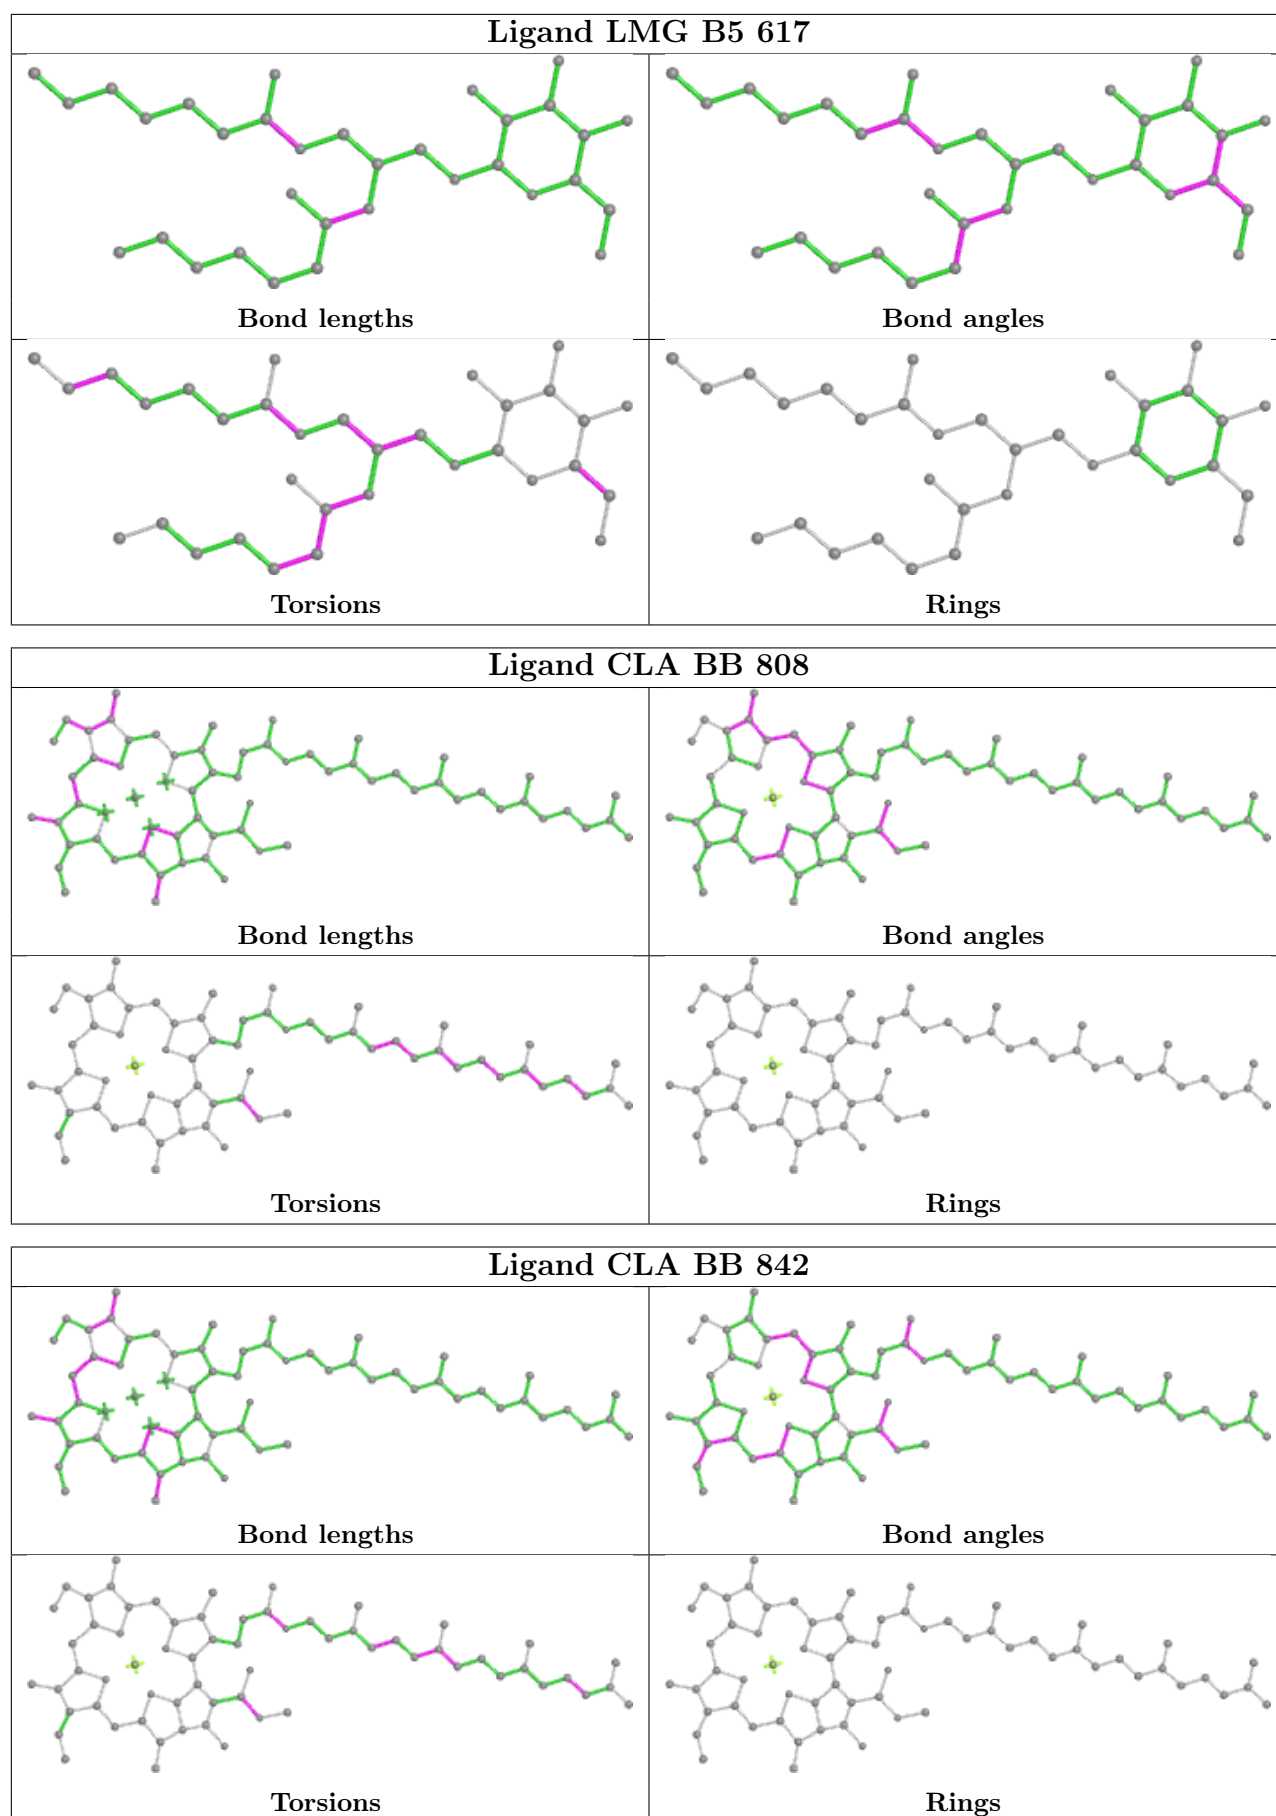 Ligand LMG B5 617
Bond lengths
Bond angles
Torsions
Rings
Ligand CLA BB 808
Bond lengths
Bond angles
Torsions
Rings
Ligand CLA BB 842
Bond lengths
Bond angles
Torsions
Rings